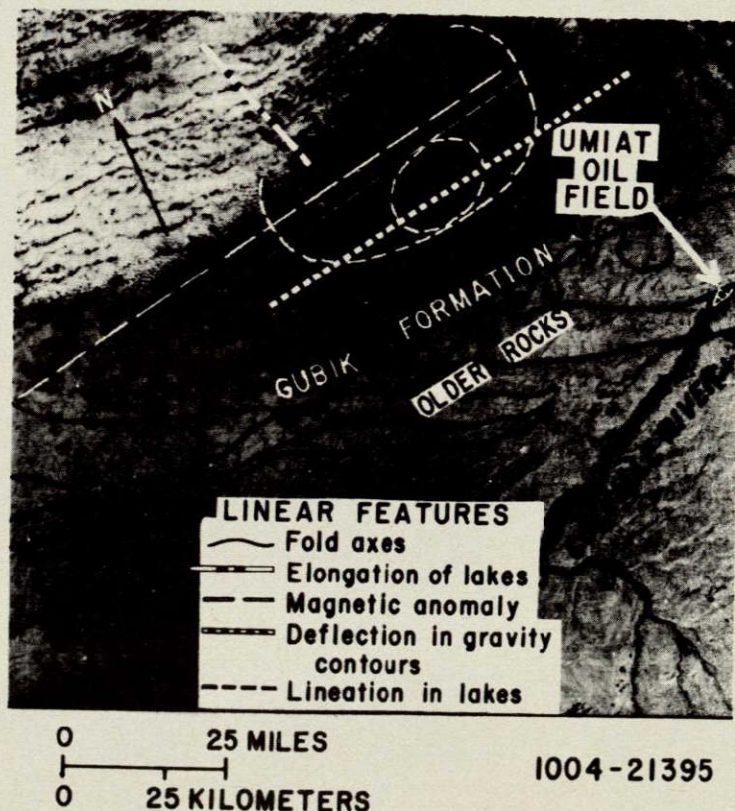 N
UMIAT
OIL
FIELD
GUBIK FORMATION
OLDER ROCKS
RIVER
LINEAR FEATURES
Fold axes
Elongation of lakes
Magnetic anomaly
Deflection in gravity
contours
Lineation in lakes
0 25 MILES
0 25 KILOMETERS
1004-21395